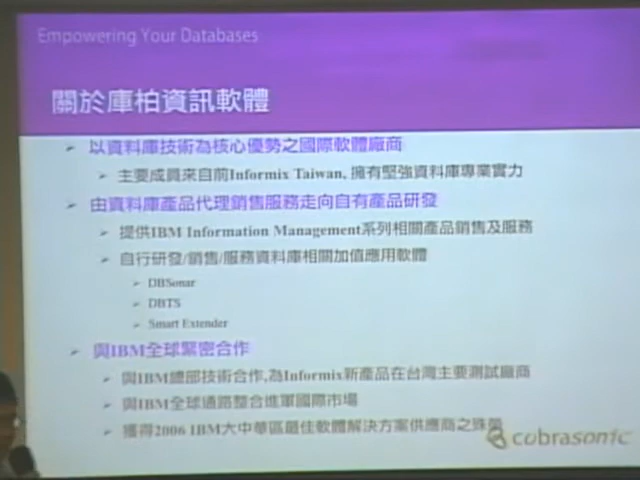 Empowering Your Databases
關於庫柏資訊軟體
以資料庫技術為核心優勢之國際軟體廠商
主要成員來自前Informix Taiwan, 擁有堅強資料庫專業實力
由資料庫產品代理銷售服務走向自有產品研發
提供IBM Information Management系列相關產品銷售及服務
自行研發/銷售/服務資料庫相關加值應用軟體
DBSonar
DBTS
Smart Extender
與IBM全球緊密合作
與IBM總部技術合作,為Informix新產品在台灣主要測試廠商
與IBM全球通路整合進軍國際市場
獲得2006 IBM大中華區最佳軟體解決方案供應商之殊榮
cobrasonic